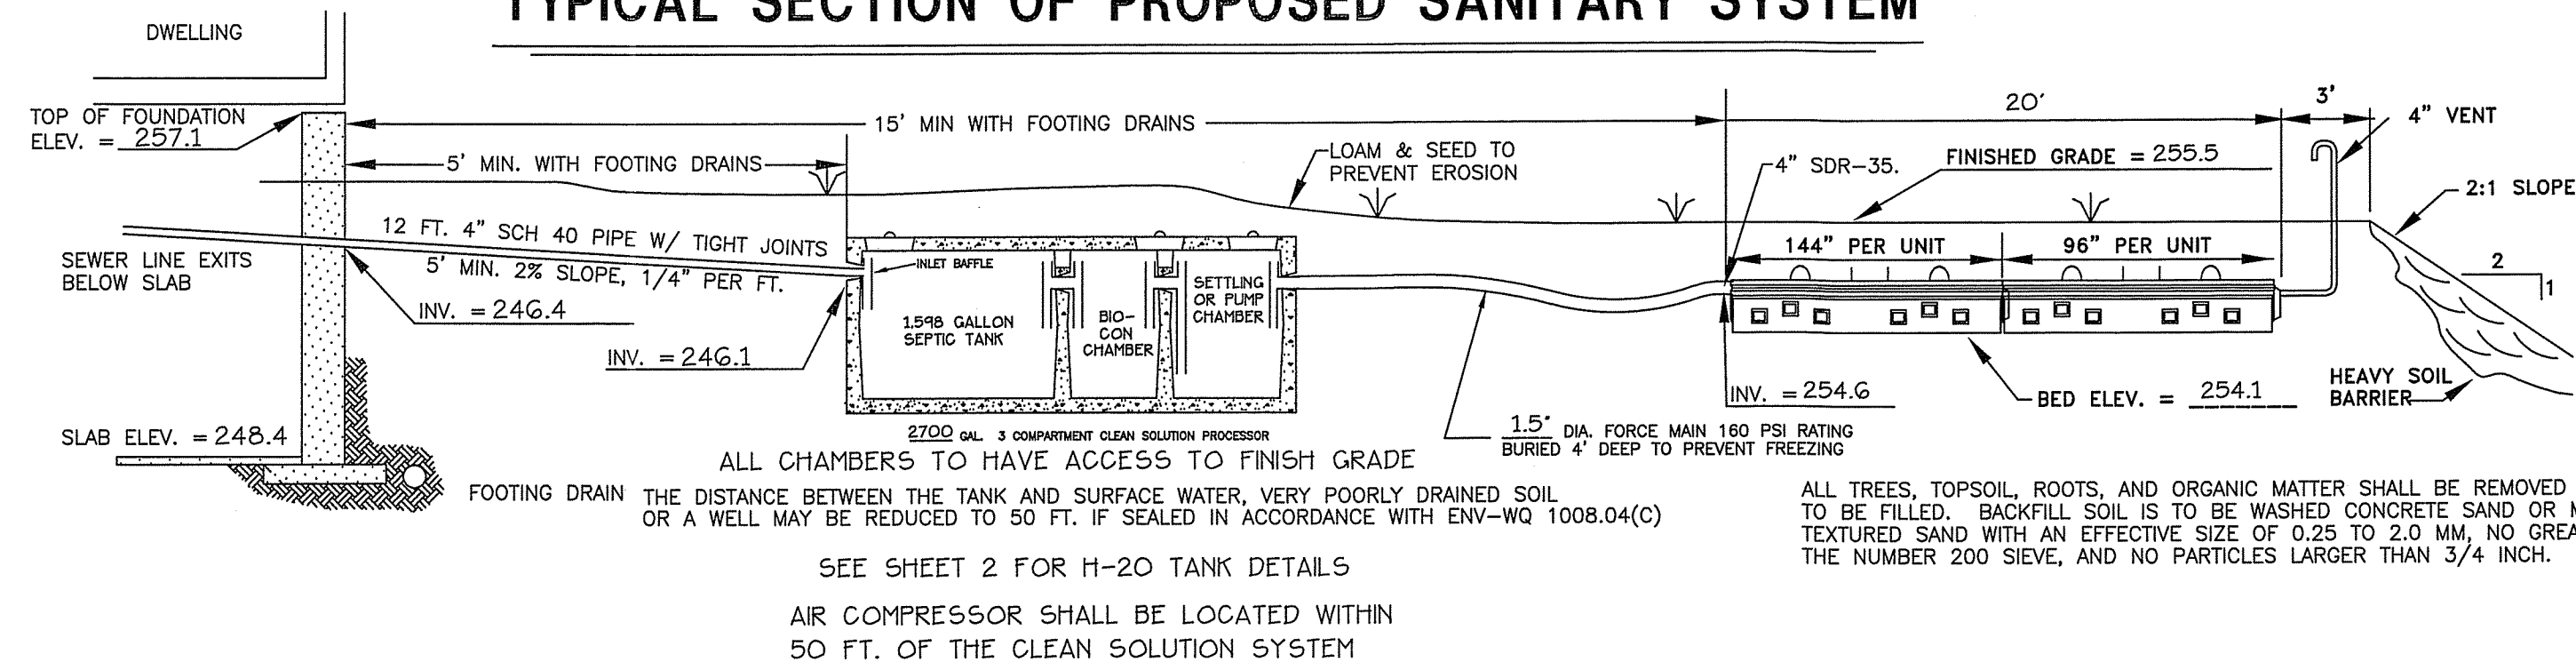 TYPICAL SECTION OF PROPOSED SANITARY SYSTEM
DWELLING
TOP OF FOUNDATION
ELEV. = 257.1
15' MIN WITH FOOTING DRAINS
20'
3'
4" VENT
5' MIN. WITH FOOTING DRAINS
LOAM & SEED TO
PREVENT EROSION
4" SDR-35.
FINISHED GRADE = 255.5
2:1 SLOPE
12 FT. 4" SCH 40 PIPE W/ TIGHT JOINTS
5' MIN. 2% SLOPE, 1/4" PER FT.
SEWER LINE EXITS
BELOW SLAB
INV. = 246.4
INV. = 246.1
INLET BAFFLE
1,598 GALLON
SEPTIC TANK
BIO-
CON
CHAMBER
SETTLING
OR PUMP
CHAMBER
144" PER UNIT
96" PER UNIT
2
1
INV. = 254.6
BED ELEV. = 254.1
HEAVY SOIL
BARRIER
SLAB ELEV. = 248.4
2700 GAL. 3 COMPARTMENT CLEAN SOLUTION PROCESSOR
1.5" DIA. FORCE MAIN 160 PSI RATING
BURIED 4' DEEP TO PREVENT FREEZING
ALL CHAMBERS TO HAVE ACCESS TO FINISH GRADE
FOOTING DRAIN
THE DISTANCE BETWEEN THE TANK AND SURFACE WATER, VERY POORLY DRAINED SOIL
OR A WELL MAY BE REDUCED TO 50 FT. IF SEALED IN ACCORDANCE WITH ENV-WQ 1008.04(C)
ALL TREES, TOPSOIL, ROOTS, AND ORGANIC MATTER SHALL BE REMOVED
TO BE FILLED. BACKFILL SOIL IS TO BE WASHED CONCRETE SAND OR
TEXTURED SAND WITH AN EFFECTIVE SIZE OF 0.25 TO 2.0 MM, NO
THE NUMBER 200 SIEVE, AND NO PARTICLES LARGER THAN 3/4 INCH.
SEE SHEET 2 FOR H-20 TANK DETAILS
AIR COMPRESSOR SHALL BE LOCATED WITHIN
50 FT. OF THE CLEAN SOLUTION SYSTEM